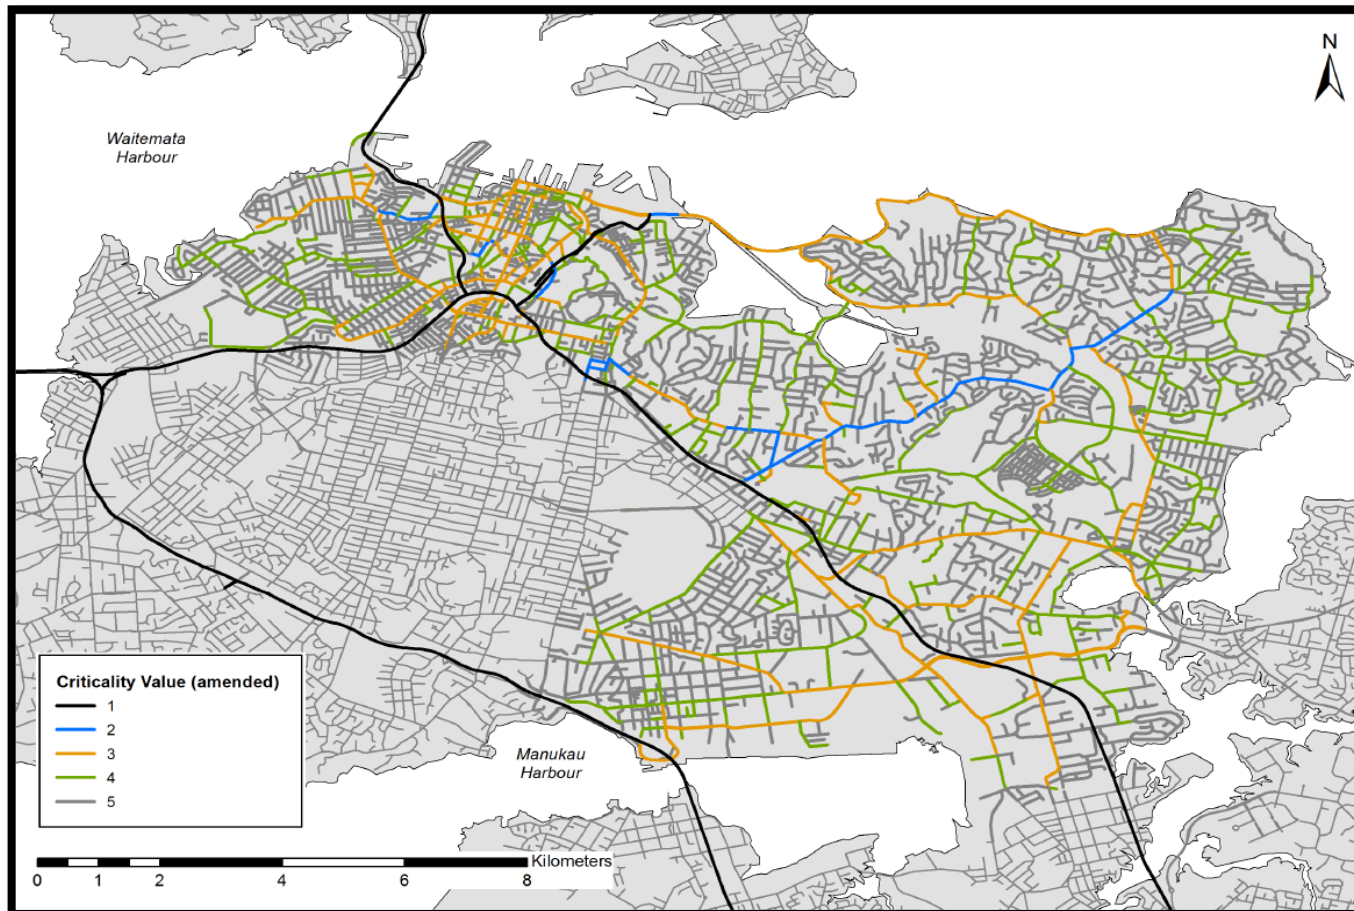 N
Waitemata
Harbour
Criticality Value (amended)
1
2
3
4
5
Manukau
Harbour
Kilometers
0 1 2 4 6 8